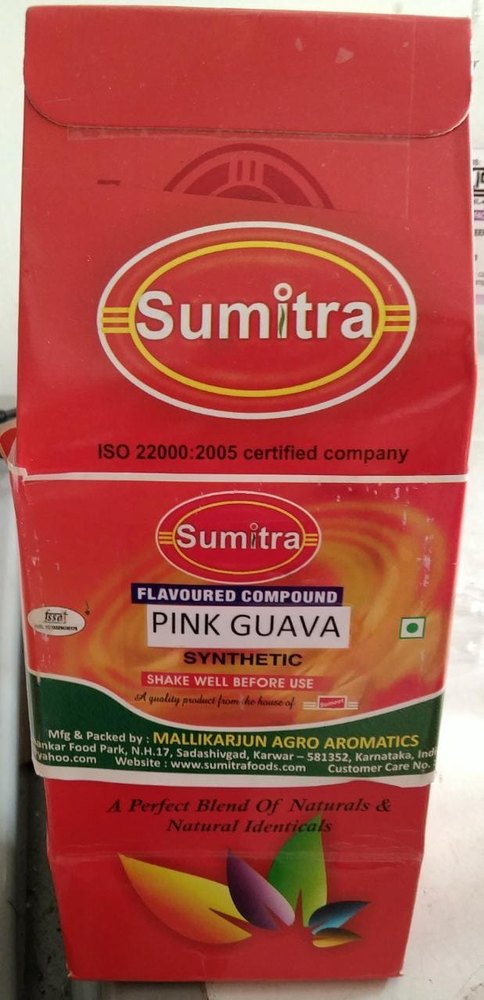 Sumitra
ISO 22000:2005 certified company
Sumitra
FLAVOURED COMPOUND
fssai
PINK GUAVA
SYNTHETIC
SHAKE WELL BEFORE USE
A quality product from the house of
Mfg & Packed by : MALLIKARJUN AGRO AROMATICS
Food Park, N.H.17, Sadashivgad, Karwar – 581352, Karnataka,
yahoo.com Website : www.sumitrafoods.com Customer Care No.
A Perfect Blend Of Naturals &
Natural Identicals